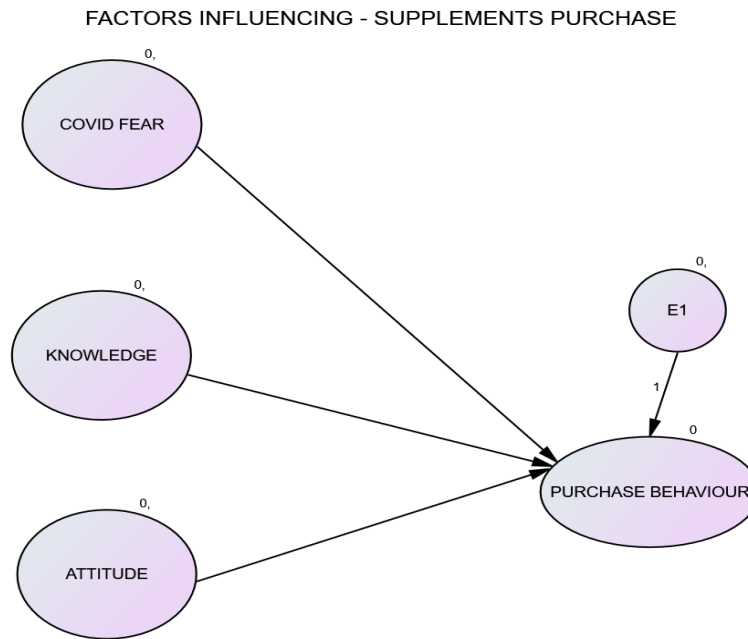 FACTORS INFLUENCING - SUPPLEMENTS PURCHASE
0,
COVID FEAR
0,
E1
0,
KNOWLEDGE
1
0
PURCHASE BEHAVIOUR
0,
ATTITUDE